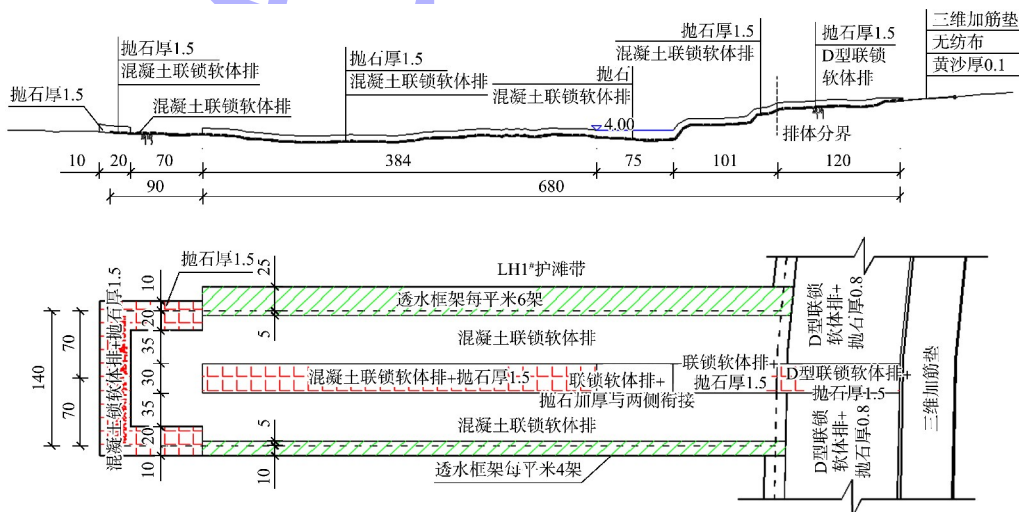 抛石厚1.5
混凝土联锁软体排
抛石厚1.5
混凝土联锁软体排
抛石厚1.5
混凝土联锁软体排
抛石
混凝土联锁软体排
抛石厚1.5
混凝土联锁软体排
抛石厚1.5
D型联锁
软体排
三维加筋垫
无纺布
黄沙厚0.1
4.00
排体分界
10 20 70 384 75 101 120
90 680
抛石厚1.5
LH1#护滩带
透水框架每平米6架
混凝土联锁软体排
混凝土联锁软体排+抛石厚1.5
联锁软体排+
抛石加厚与两侧衔接
联锁软体排+
抛石厚1.5
D型联锁软体排+
抛石厚1.5
混凝土联锁软体排
透水框架每平米4架
混凝土联锁软体排+抛石厚1.5
D型联锁
软体排+
抛石厚0.8
D型联锁
软体排+
抛石厚0.8
三维加筋垫
140
70
70
10
20
35
30
35
20
10
25
5
5
10